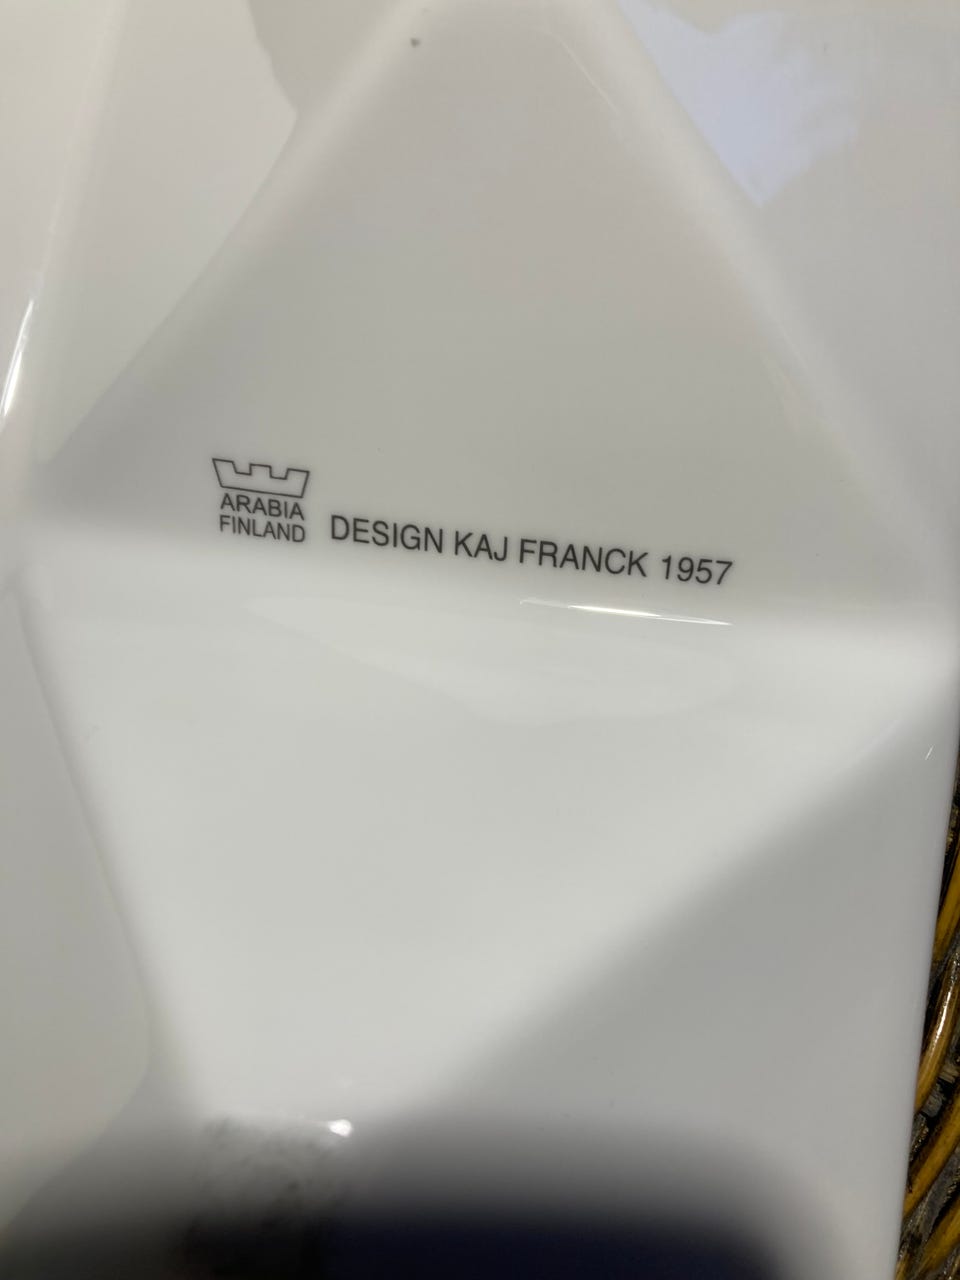 ARABIA
FINLAND
DESIGN KAJ FRANCK 1957